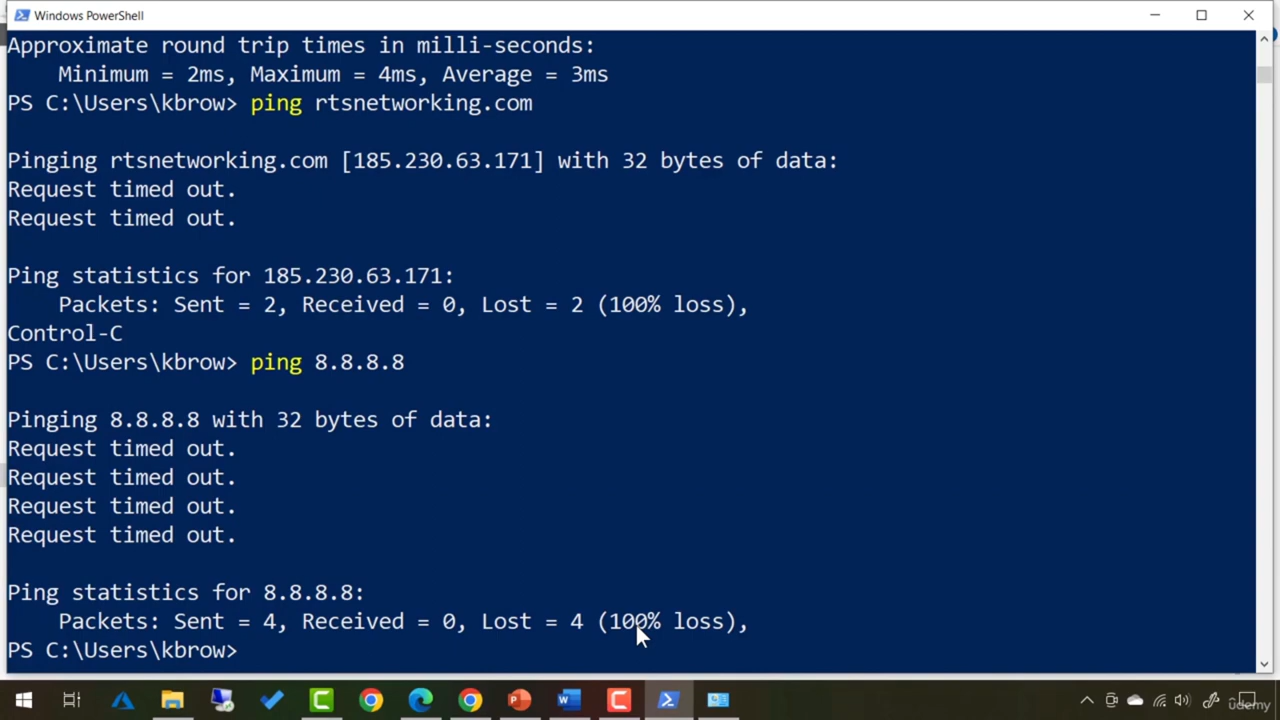 Windows PowerShell
Approximate round trip times in milli-seconds:
    Minimum = 2ms, Maximum = 4ms, Average = 3ms
PS C:\Users\kbrow> ping rtsnetworking.com
Pinging rtsnetworking.com [185.230.63.171] with 32 bytes of data:
Request timed out.
Request timed out.
Ping statistics for 185.230.63.171:
    Packets: Sent = 2, Received = 0, Lost = 2 (100% loss),
Control-C
PS C:\Users\kbrow> ping 8.8.8.8
Pinging 8.8.8.8 with 32 bytes of data:
Request timed out.
Request timed out.
Request timed out.
Request timed out.
Ping statistics for 8.8.8.8:
    Packets: Sent = 4, Received = 0, Lost = 4 (100% loss),
PS C:\Users\kbrow>
udemy